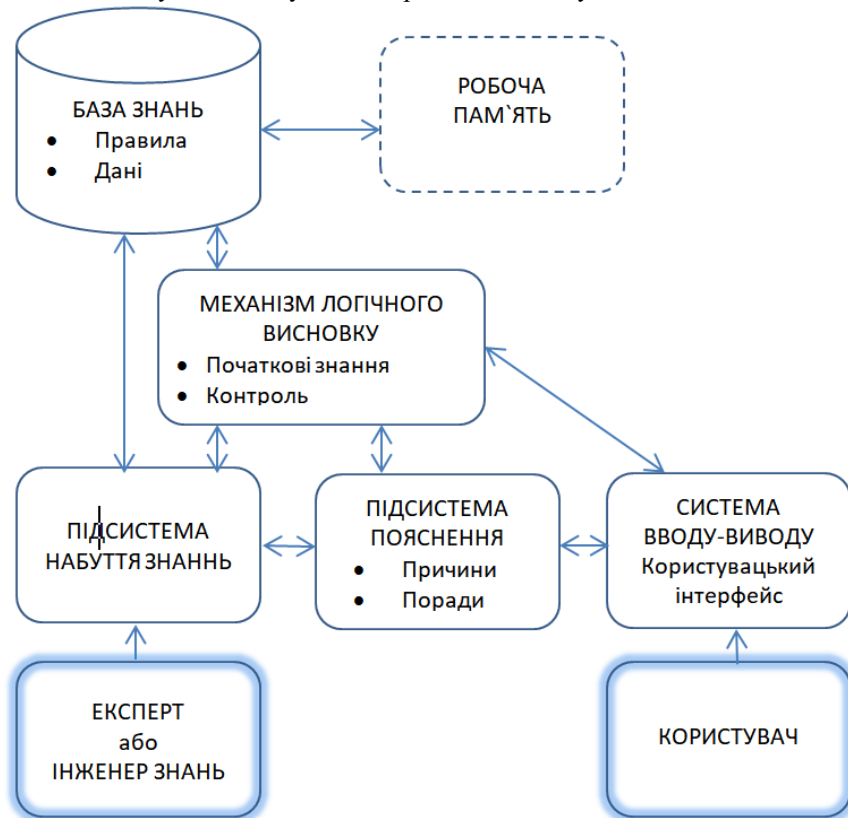 БАЗА ЗНАНЬ
• Правила
• Дані
РОБОЧА
ПАМ`ЯТЬ
МЕХАНІЗМ ЛОГІЧНОГО
ВИСНОВКУ
• Початкові знання
• Контроль
ПІДСИСТЕМА
НАБУТТЯ ЗНАННЬ
ПІДСИСТЕМА
ПОЯСНЕННЯ
• Причини
• Поради
СИСТЕМА
ВВОДУ-ВИВОДУ
Користувацький
інтерфейс
ЕКСПЕРТ
або
ІНЖЕНЕР ЗНАНЬ
КОРИСТУВАЧ